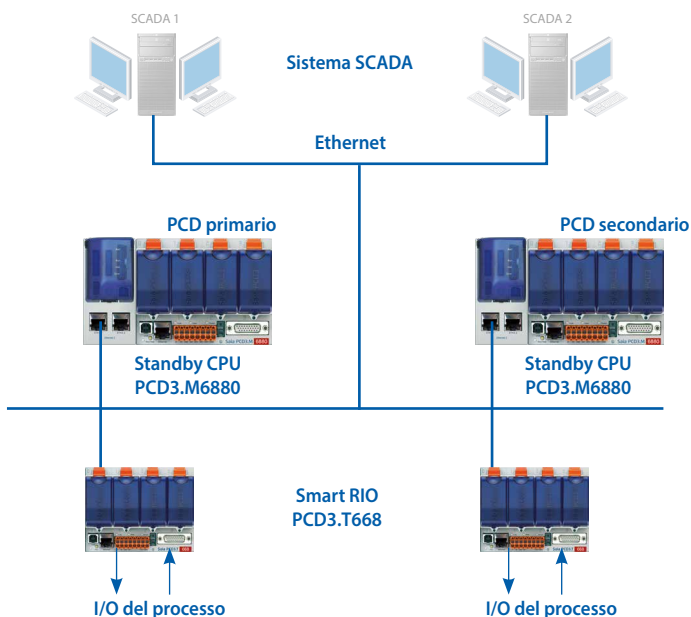 SCADA 1
SCADA 2
Sistema SCADA
Ethernet
PCD primario
PCD secondario
Standby CPU
PCD3.M6880
Standby CPU
PCD3.M6880
Smart RIO
PCD3.T668
I/O del processo
I/O del processo